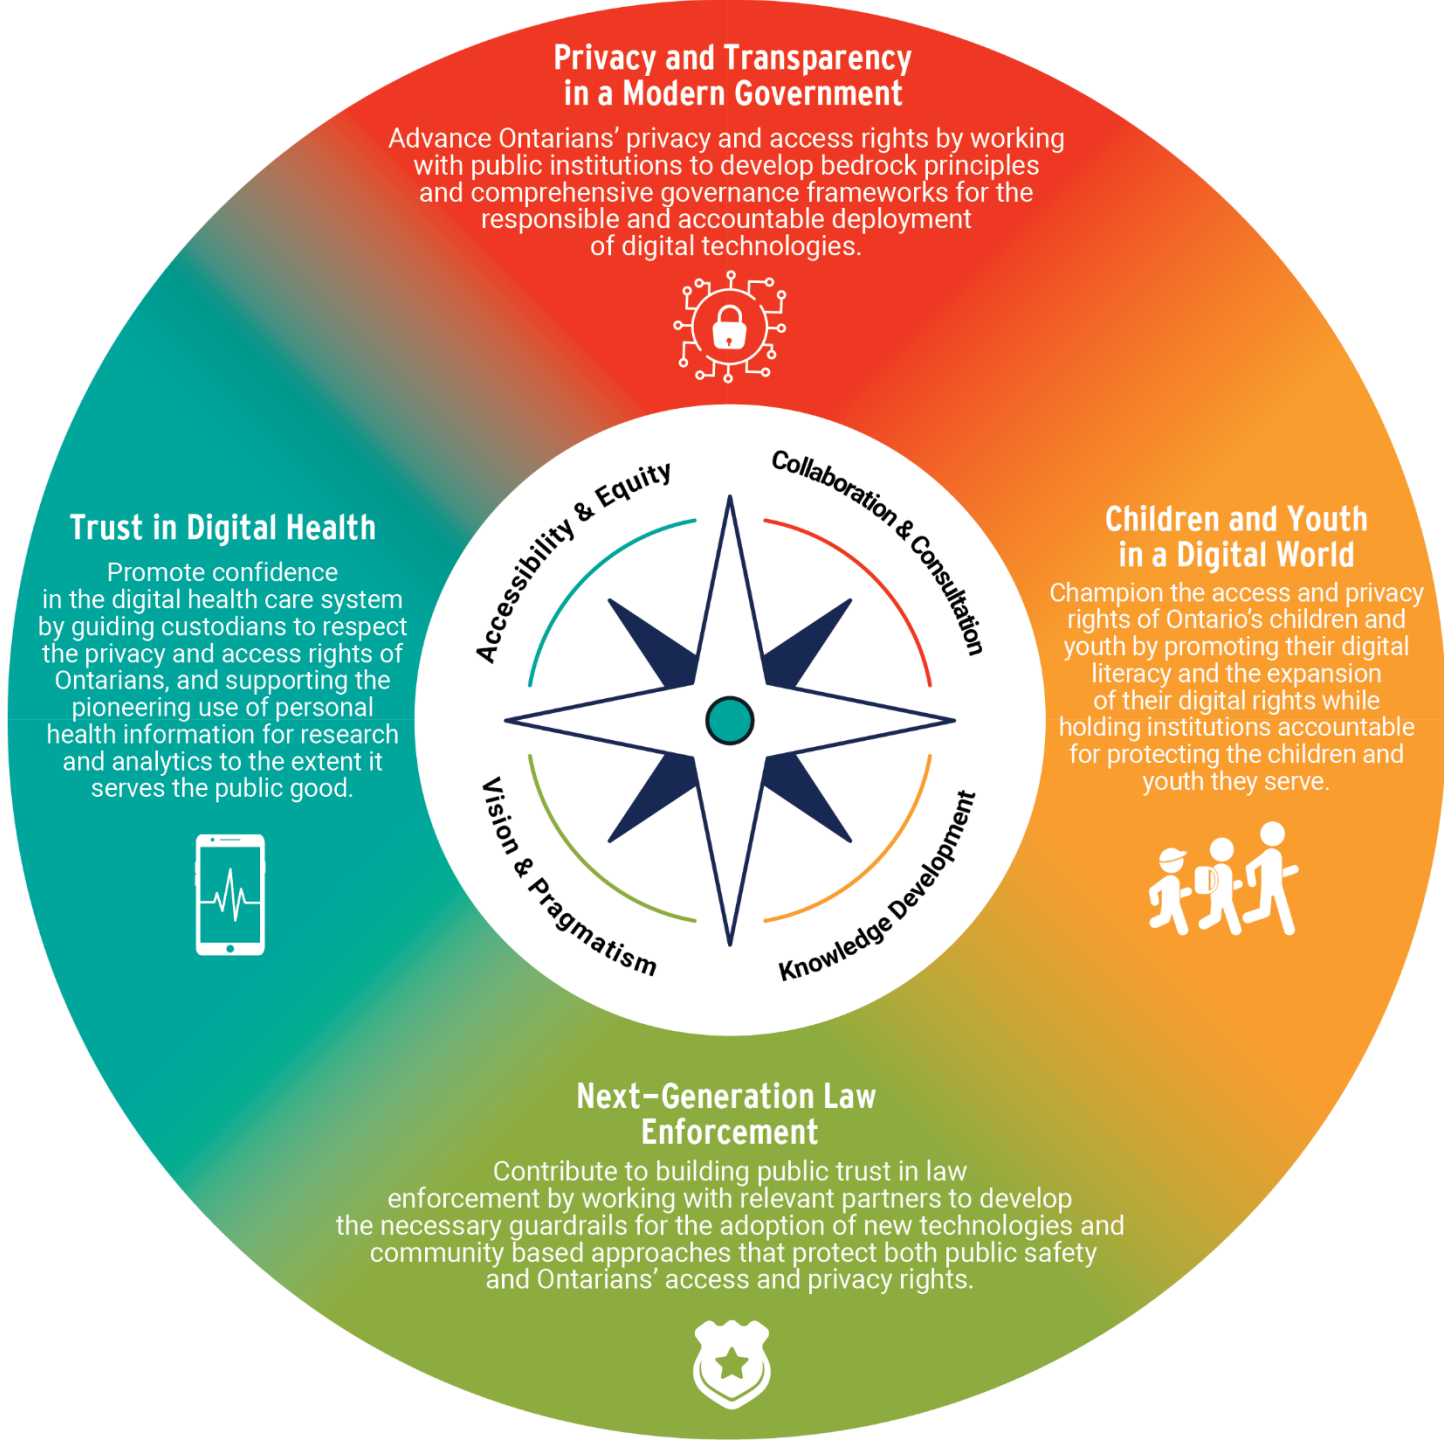 Privacy and Transparency
in a Modern Government
Advance Ontarians’ privacy and access rights by working
with public institutions to develop bedrock principles
and comprehensive governance frameworks for the
responsible and accountable deployment
of digital technologies.
Accessibility & Equity
Collaboration & Consultation
Trust in Digital Health
Promote confidence
in the digital health care system
by guiding custodians to respect
the privacy and access rights of
Ontarians, and supporting the
pioneering use of personal
health information for research
and analytics to the extent it
serves the public good.
Children and Youth
in a Digital World
Champion the access and privacy
rights of Ontario’s children and
youth by promoting their digital
literacy and the expansion
of their digital rights while
holding institutions accountable
for protecting the children and
youth they serve.
Vision & Pragmatism
Knowledge Development
Next–Generation Law
Enforcement
Contribute to building public trust in law
enforcement by working with relevant partners to develop
the necessary guardrails for the adoption of new technologies and
community based approaches that protect both public safety
and Ontarians’ access and privacy rights.